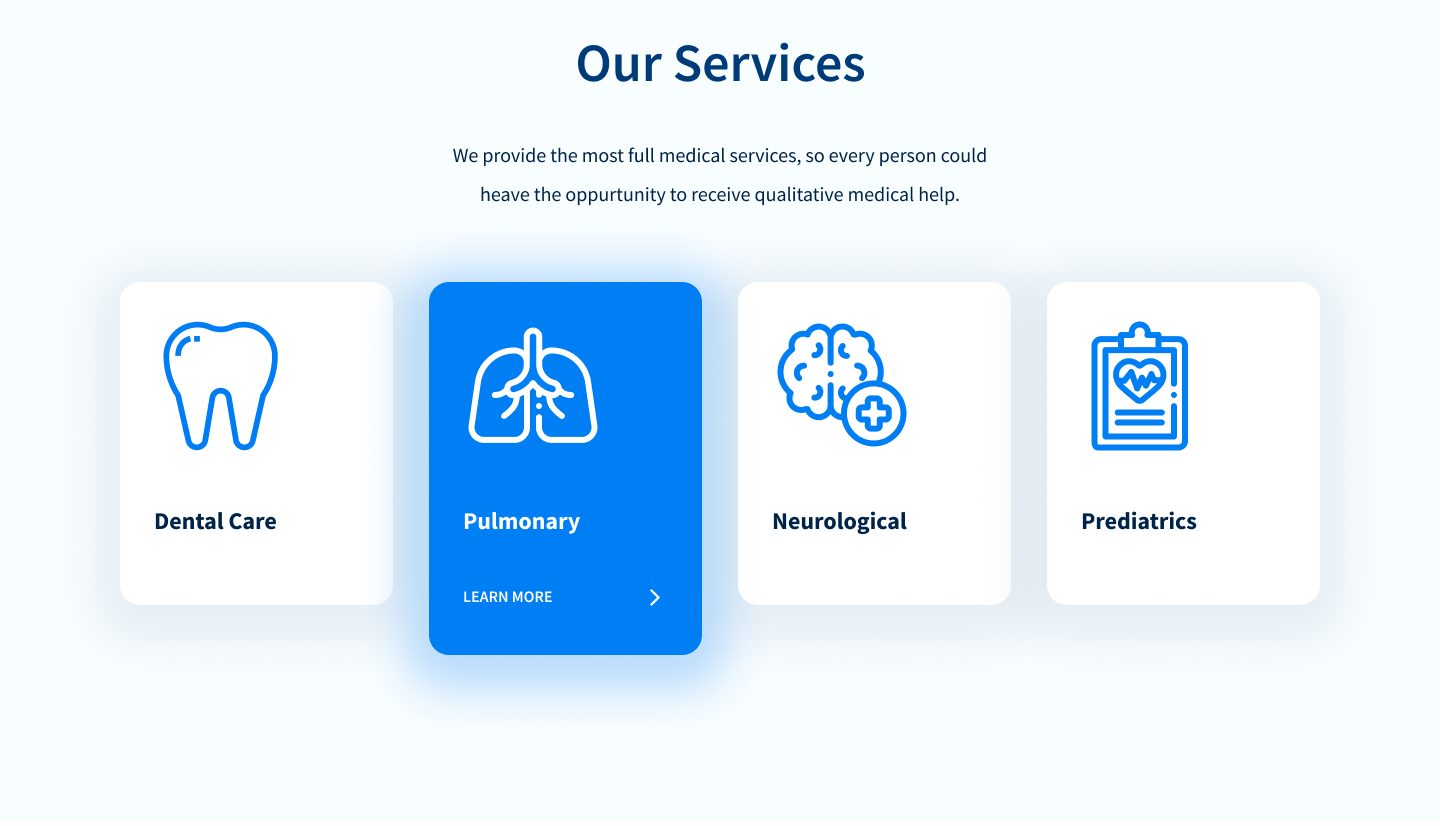 Our Services
We provide the most full medical services, so every person could
heave the oppurtunity to receive qualitative medical help.
Dental Care
Pulmonary
Neurological
Prediatrics
LEARN MORE